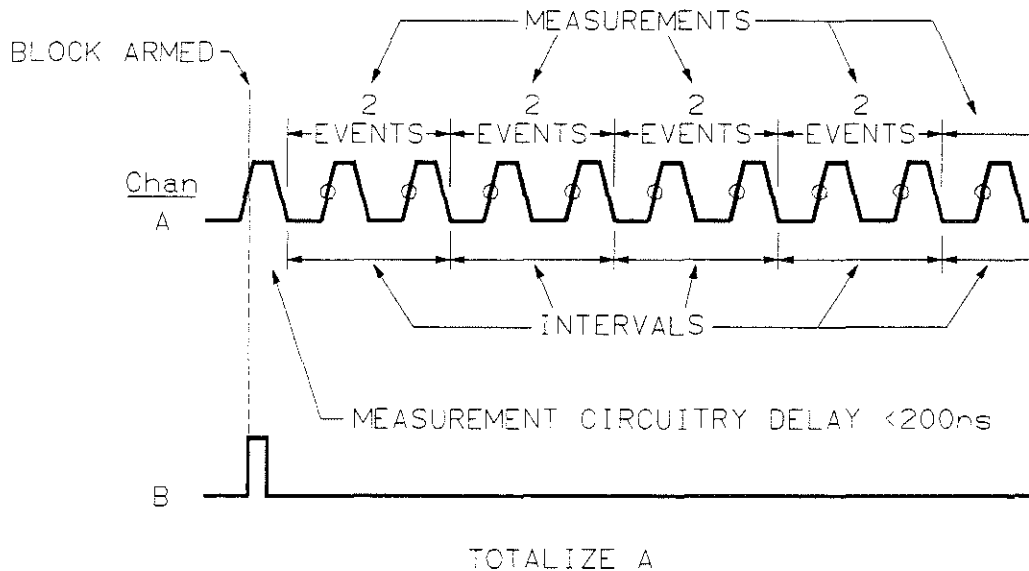 MEASUREMENTS
BLOCK ARMED
2 2 2 2
EVENTS EVENTS EVENTS EVENTS
Chan
A
INTERVALS
MEASUREMENT CIRCUITRY DELAY <200ns
B
TOTALIZE A